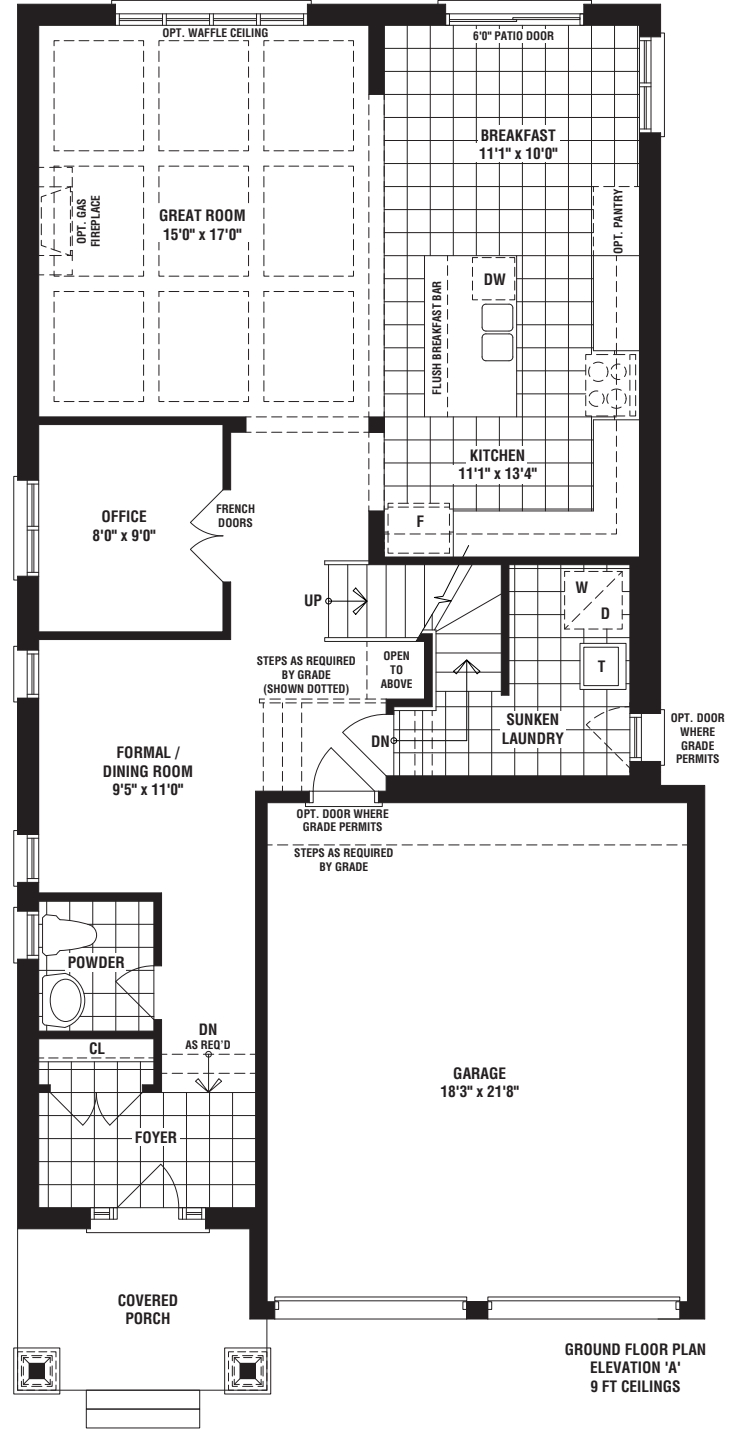 OPT. WAFFLE CEILING
6'0" PATIO DOOR
BREAKFAST
11'1" x 10'0"
GREAT ROOM
15'0" x 17'0"
OPT. GAS
FIREPLACE
OPT. PANTRY
DW
FLUSH BREAKFAST BAR
KITCHEN
11'1" x 13'4"
OFFICE
8'0" x 9'0"
FRENCH
DOORS
F
UP
W
D
T
STEPS AS REQUIRED
BY GRADE
(SHOWN DOTTED)
OPEN
TO
ABOVE
DN
SUNKEN
LAUNDRY
OPT. DOOR
WHERE
GRADE
PERMITS
FORMAL /
DINING ROOM
9'5" x 11'0"
OPT. DOOR WHERE
GRADE PERMITS
STEPS AS REQUIRED
BY GRADE
POWDER
DN
AS REQ'D
CL
FOYER
GARAGE
18'3" x 21'8"
COVERED
PORCH
GROUND FLOOR PLAN
ELEVATION 'A'
9 FT CEILINGS